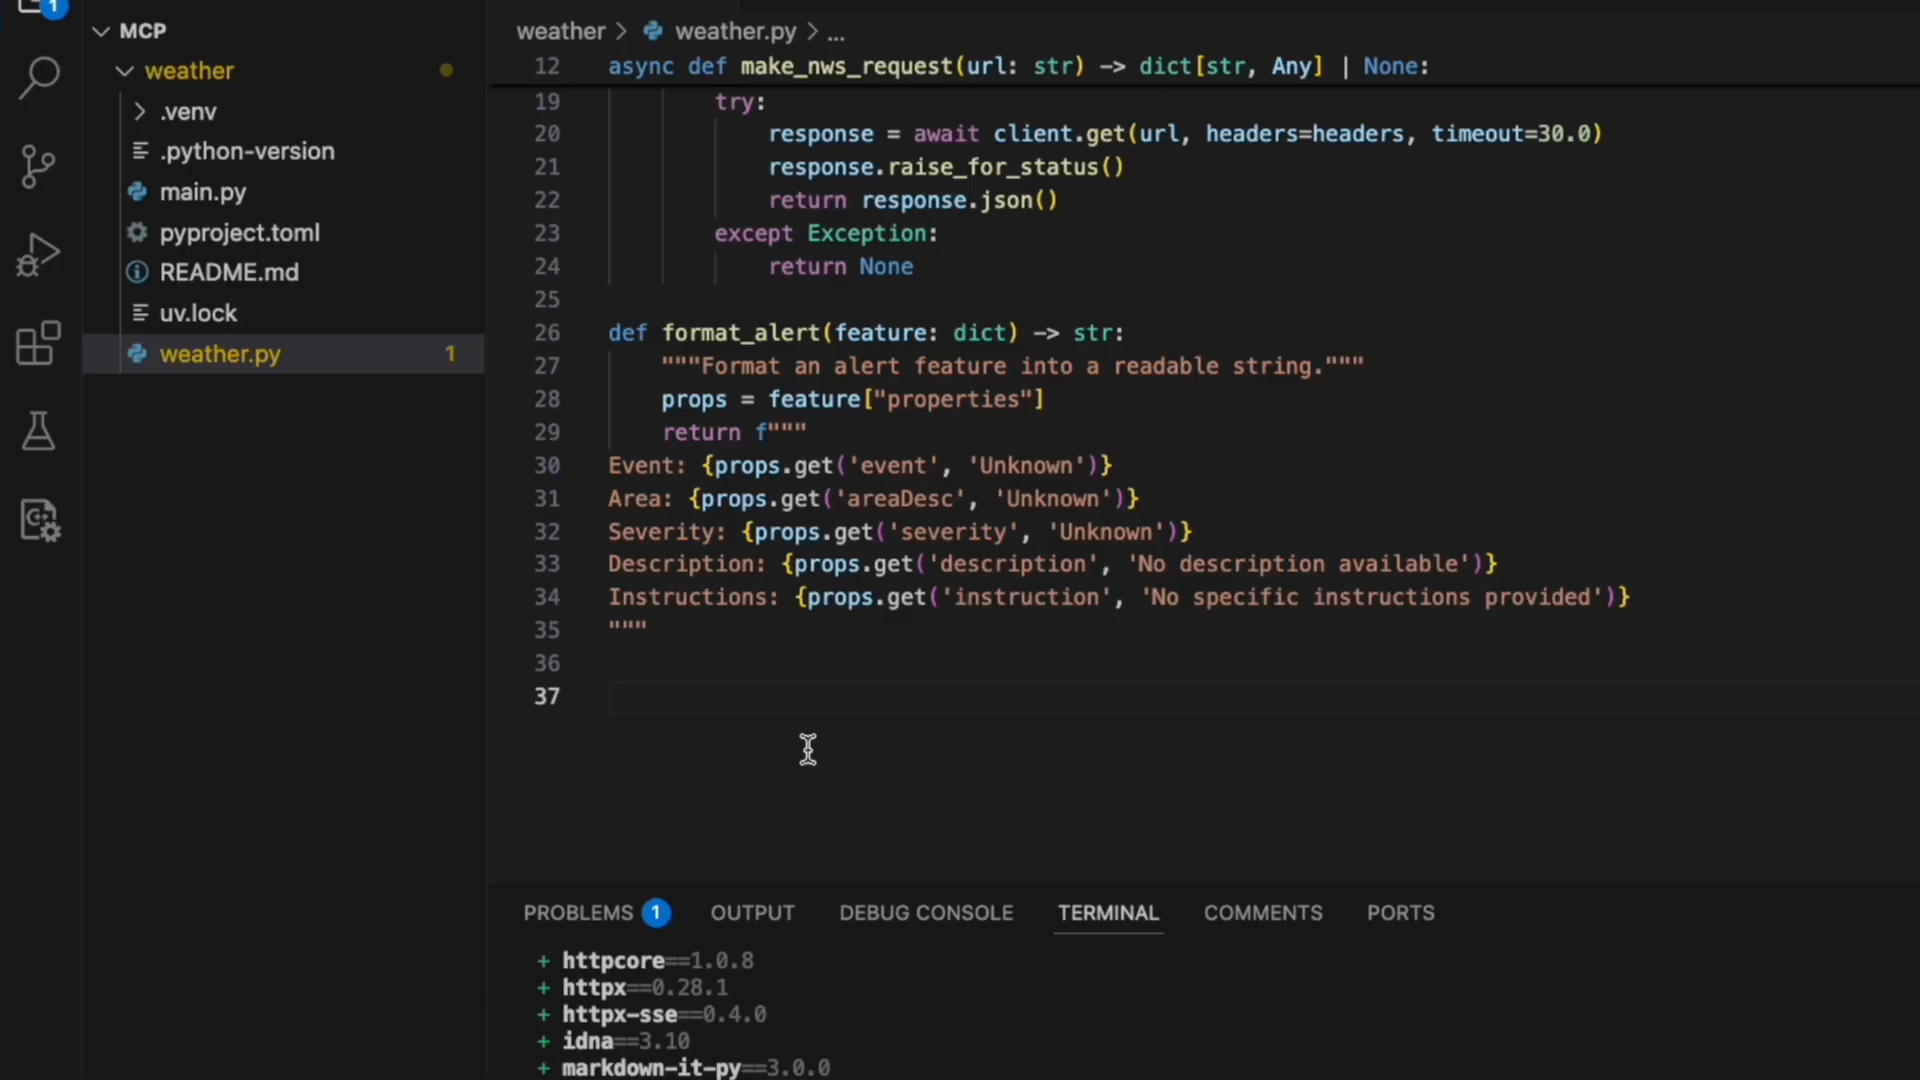 1
MCP
weather
.venv
.python-version
main.py
pyproject.toml
README.md
uv.lock
weather.py 1
weather > weather.py > ...
12 async def make_nws_request(url: str) -> dict[str, Any] | None:
19 try:
20 response = await client.get(url, headers=headers, timeout=30.0)
21 response.raise_for_status()
22 return response.json()
23 except Exception:
24 return None
25
26 def format_alert(feature: dict) -> str:
27 """Format an alert feature into a readable string."""
28 props = feature["properties"]
29 return f"""
30 Event: {props.get('event', 'Unknown')}
31 Area: {props.get('areaDesc', 'Unknown')}
32 Severity: {props.get('severity', 'Unknown')}
33 Description: {props.get('description', 'No description available')}
34 Instructions: {props.get('instruction', 'No specific instructions provided')}
35 """
36
37
PROBLEMS 1 OUTPUT DEBUG CONSOLE TERMINAL COMMENTS PORTS
+ httpcore==1.0.8
+ httpx==0.28.1
+ httpx-sse==0.4.0
+ idna==3.10
+ markdown-it-py==3.0.0